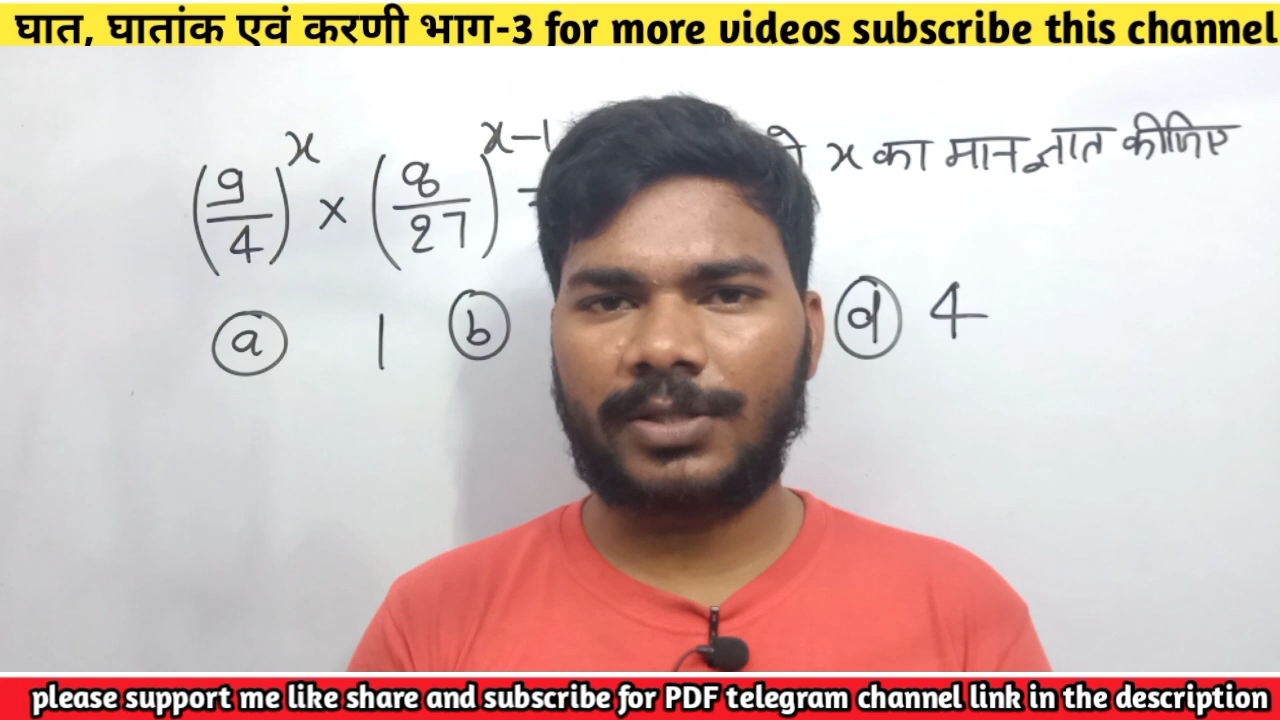 घात, घातांक एवं करणी भाग-3 for more videos subscribe this channel
(9/4)^x × (8/27)^(x-1) = x का मान ज्ञात कीजिए
(a) 1 (b) (d) 4
please support me like share and subscribe for PDF telegram channel link in the description